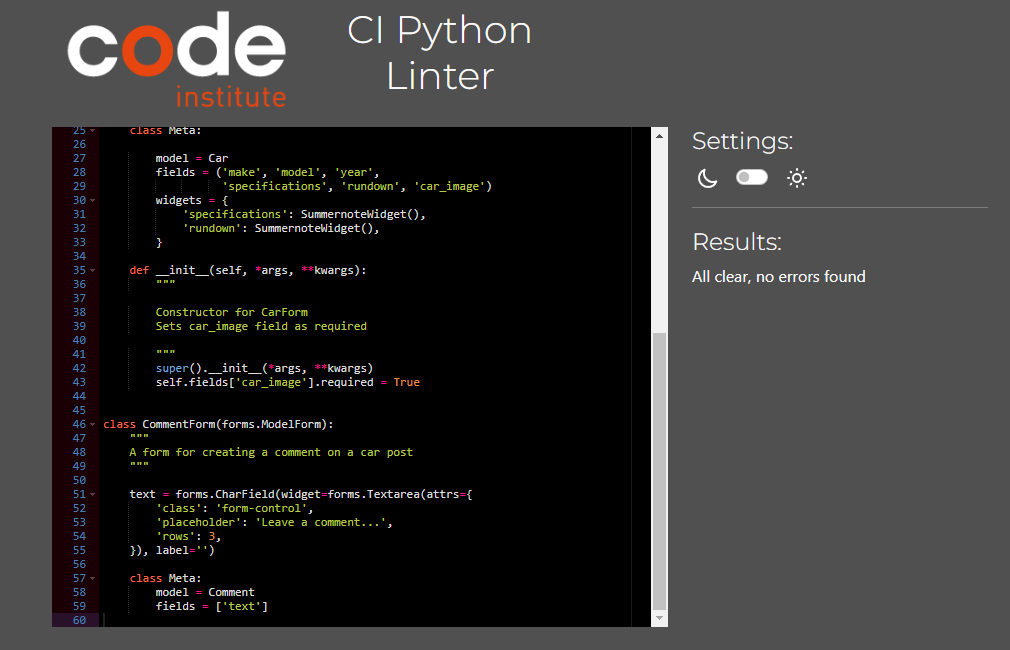 code
institute
CI Python
Linter
25 class Meta:
26
27 model = Car
28 fields = ('make', 'model', 'year',
29 'specifications', 'rundown', 'car_image')
30 widgets = {
31 'specifications': SummernoteWidget(),
32 'rundown': SummernoteWidget(),
33 }
34
35 def __init__(self, *args, **kwargs):
36 """
37
38 Constructor for CarForm
39 Sets car_image field as required
40
41 """
42 super().__init__(*args, **kwargs)
43 self.fields['car_image'].required = True
44
45
46 class CommentForm(forms.ModelForm):
47 """
48 A form for creating a comment on a car post
49 """
50
51 text = forms.CharField(widget=forms.Textarea(attrs={
52 'class': 'form-control',
53 'placeholder': 'Leave a comment...',
54 'rows': 3,
55 }), label='')
56
57 class Meta:
58 model = Comment
59 fields = ['text']
60
Settings:
Results:
All clear, no errors found